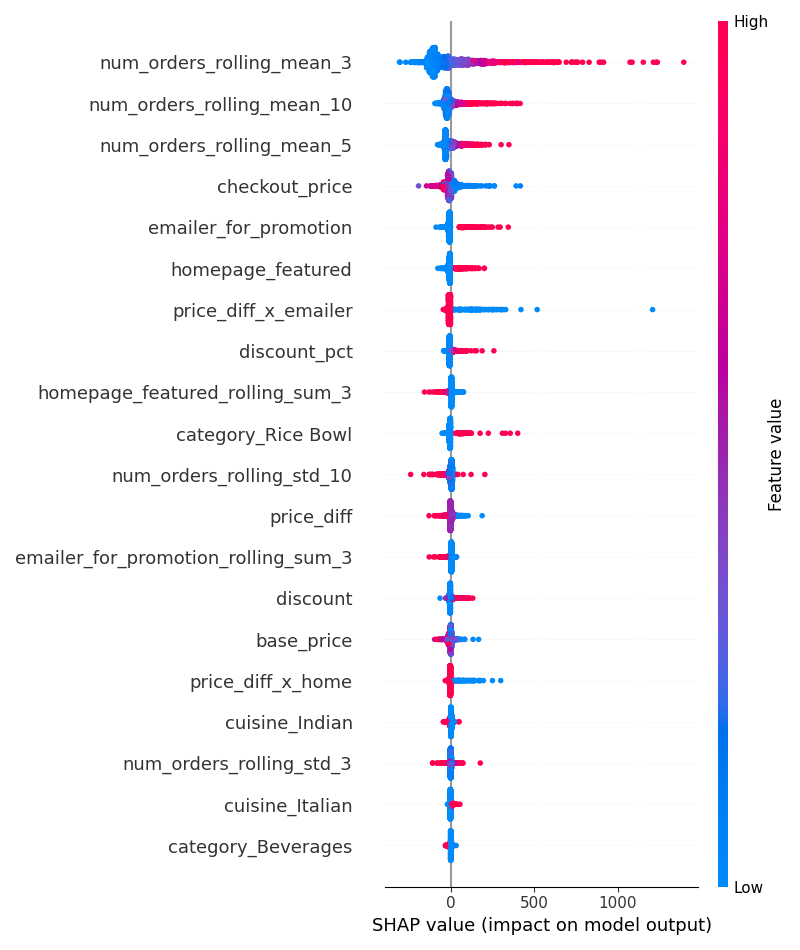 High
num_orders_rolling_mean_3
num_orders_rolling_mean_10
num_orders_rolling_mean_5
checkout_price
emailer_for_promotion
homepage_featured
price_diff_x_emailer
discount_pct
homepage_featured_rolling_sum_3
category_Rice Bowl
num_orders_rolling_std_10
price_diff
emailer_for_promotion_rolling_sum_3
discount
base_price
price_diff_x_home
cuisine_Indian
num_orders_rolling_std_3
cuisine_Italian
category_Beverages
Feature value
Low
0 500 1000
SHAP value (impact on model output)